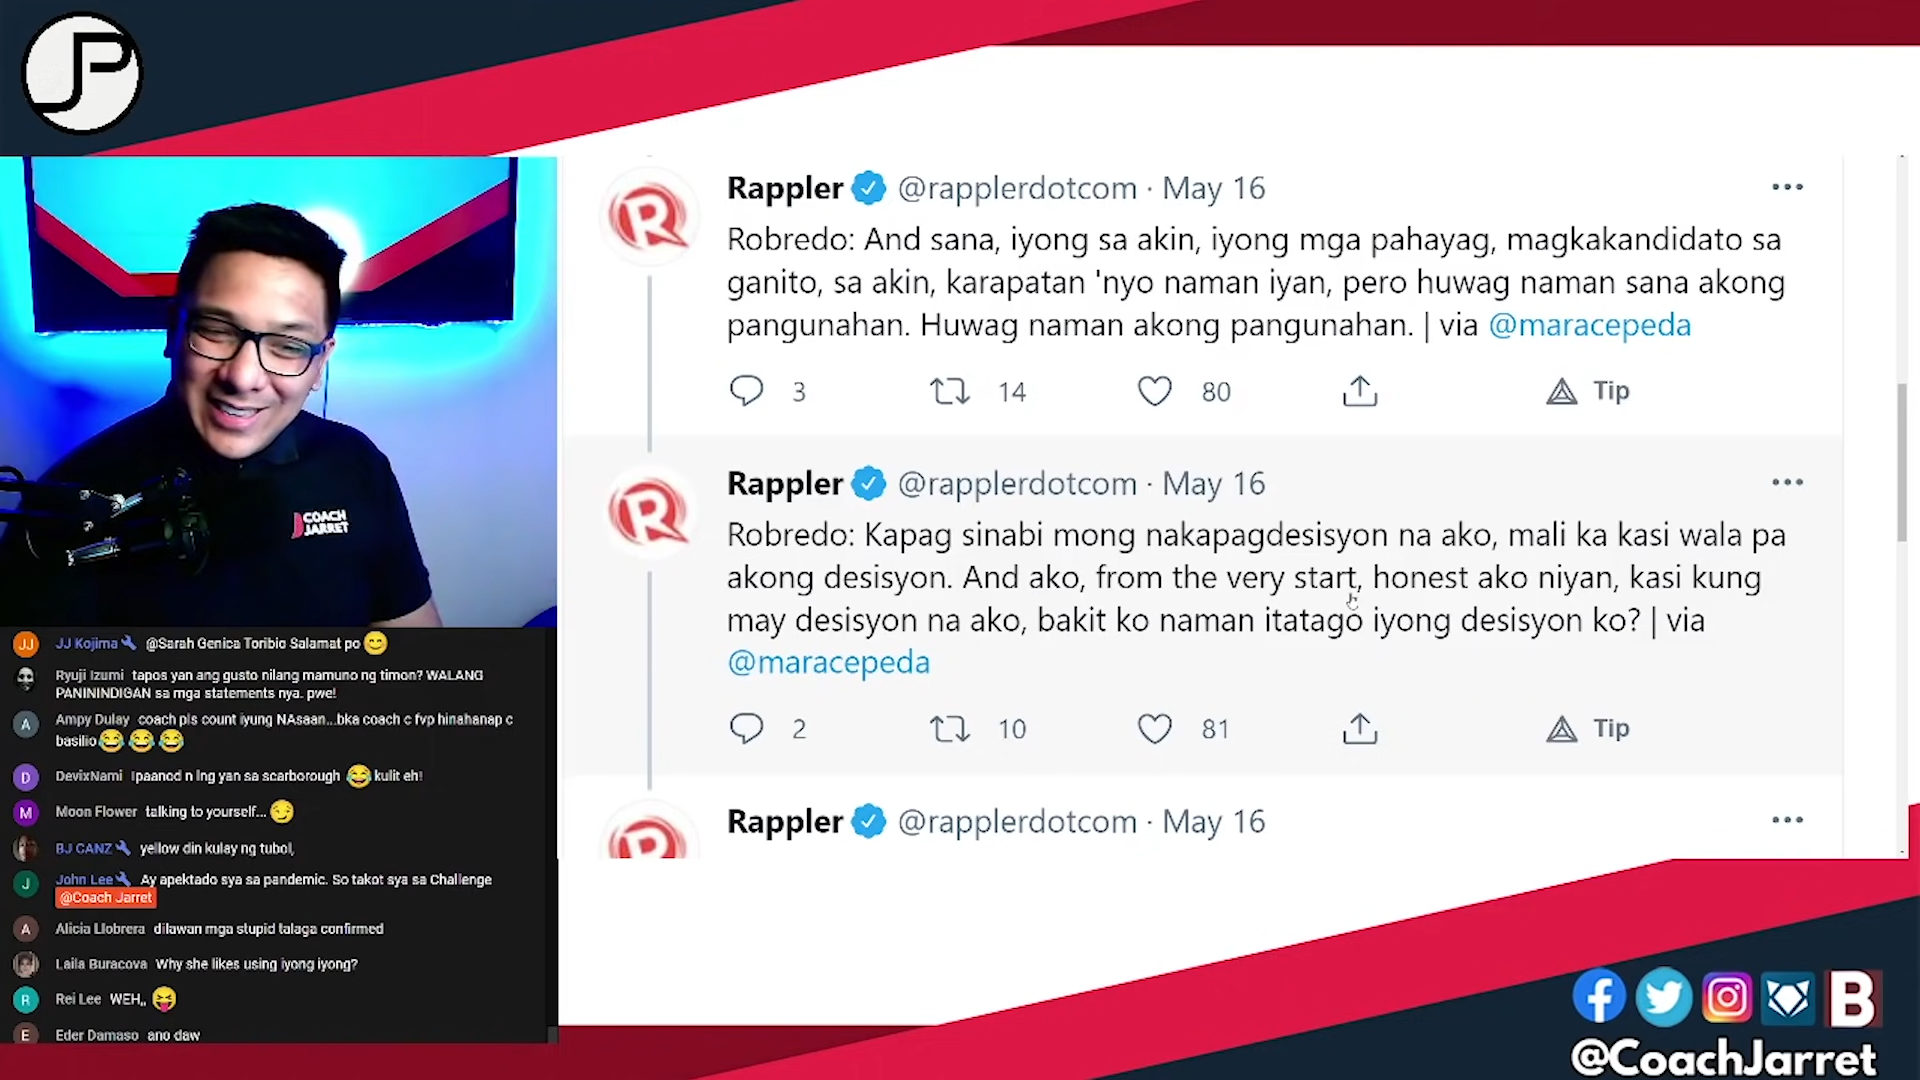 JP
Rappler @rapplerdotcom · May 16
Robredo: And sana, iyong sa akin, iyong mga pahayag, magkakandidato sa
ganito, sa akin, karapatan 'nyo naman iyan, pero huwag naman sana akong
pangunahan. Huwag naman akong pangunahan. | via @maracepeda
3 14 80 Tip
Rappler @rapplerdotcom · May 16
Robredo: Kapag sinabi mong nakapagdesisyon na ako, mali ka kasi wala pa
akong desisyon. And ako, from the very start, honest ako niyan, kasi kung
may desisyon na ako, bakit ko naman itatago iyong desisyon ko? | via
@maracepeda
2 10 81 Tip
Rappler @rapplerdotcom · May 16
COACH
JARRET
JJ JJ Kojima @Sarah Genica Toribio Salamat po 😊
Ryuji Izumi tapos yan ang gusto nilang mamuno ng timon? WALANG
PANININDIGAN sa mga statements nya. pwe!
A Ampy Dulay coach pls count iyung NAsaan...bka coach c fvp hinahanap c
basilio 😂 😂 😂
D DevixNami Ipaanod n lng yan sa scarborough 😂 kulit eh!
M Moon Flower talking to yourself... 😏
BJ CANZ yellow din kulay ng tubol,
J John Lee Ay apektado sya sa pandemic. So takot sya sa Challenge
@Coach Jarret
A Alicia Llobrera dilawan mga stupid talaga confirmed
Laila Buracova Why she likes using iyong iyong?
R Rei Lee WEH,, 😝
E Eder Damaso ano daw
B
@CoachJarret